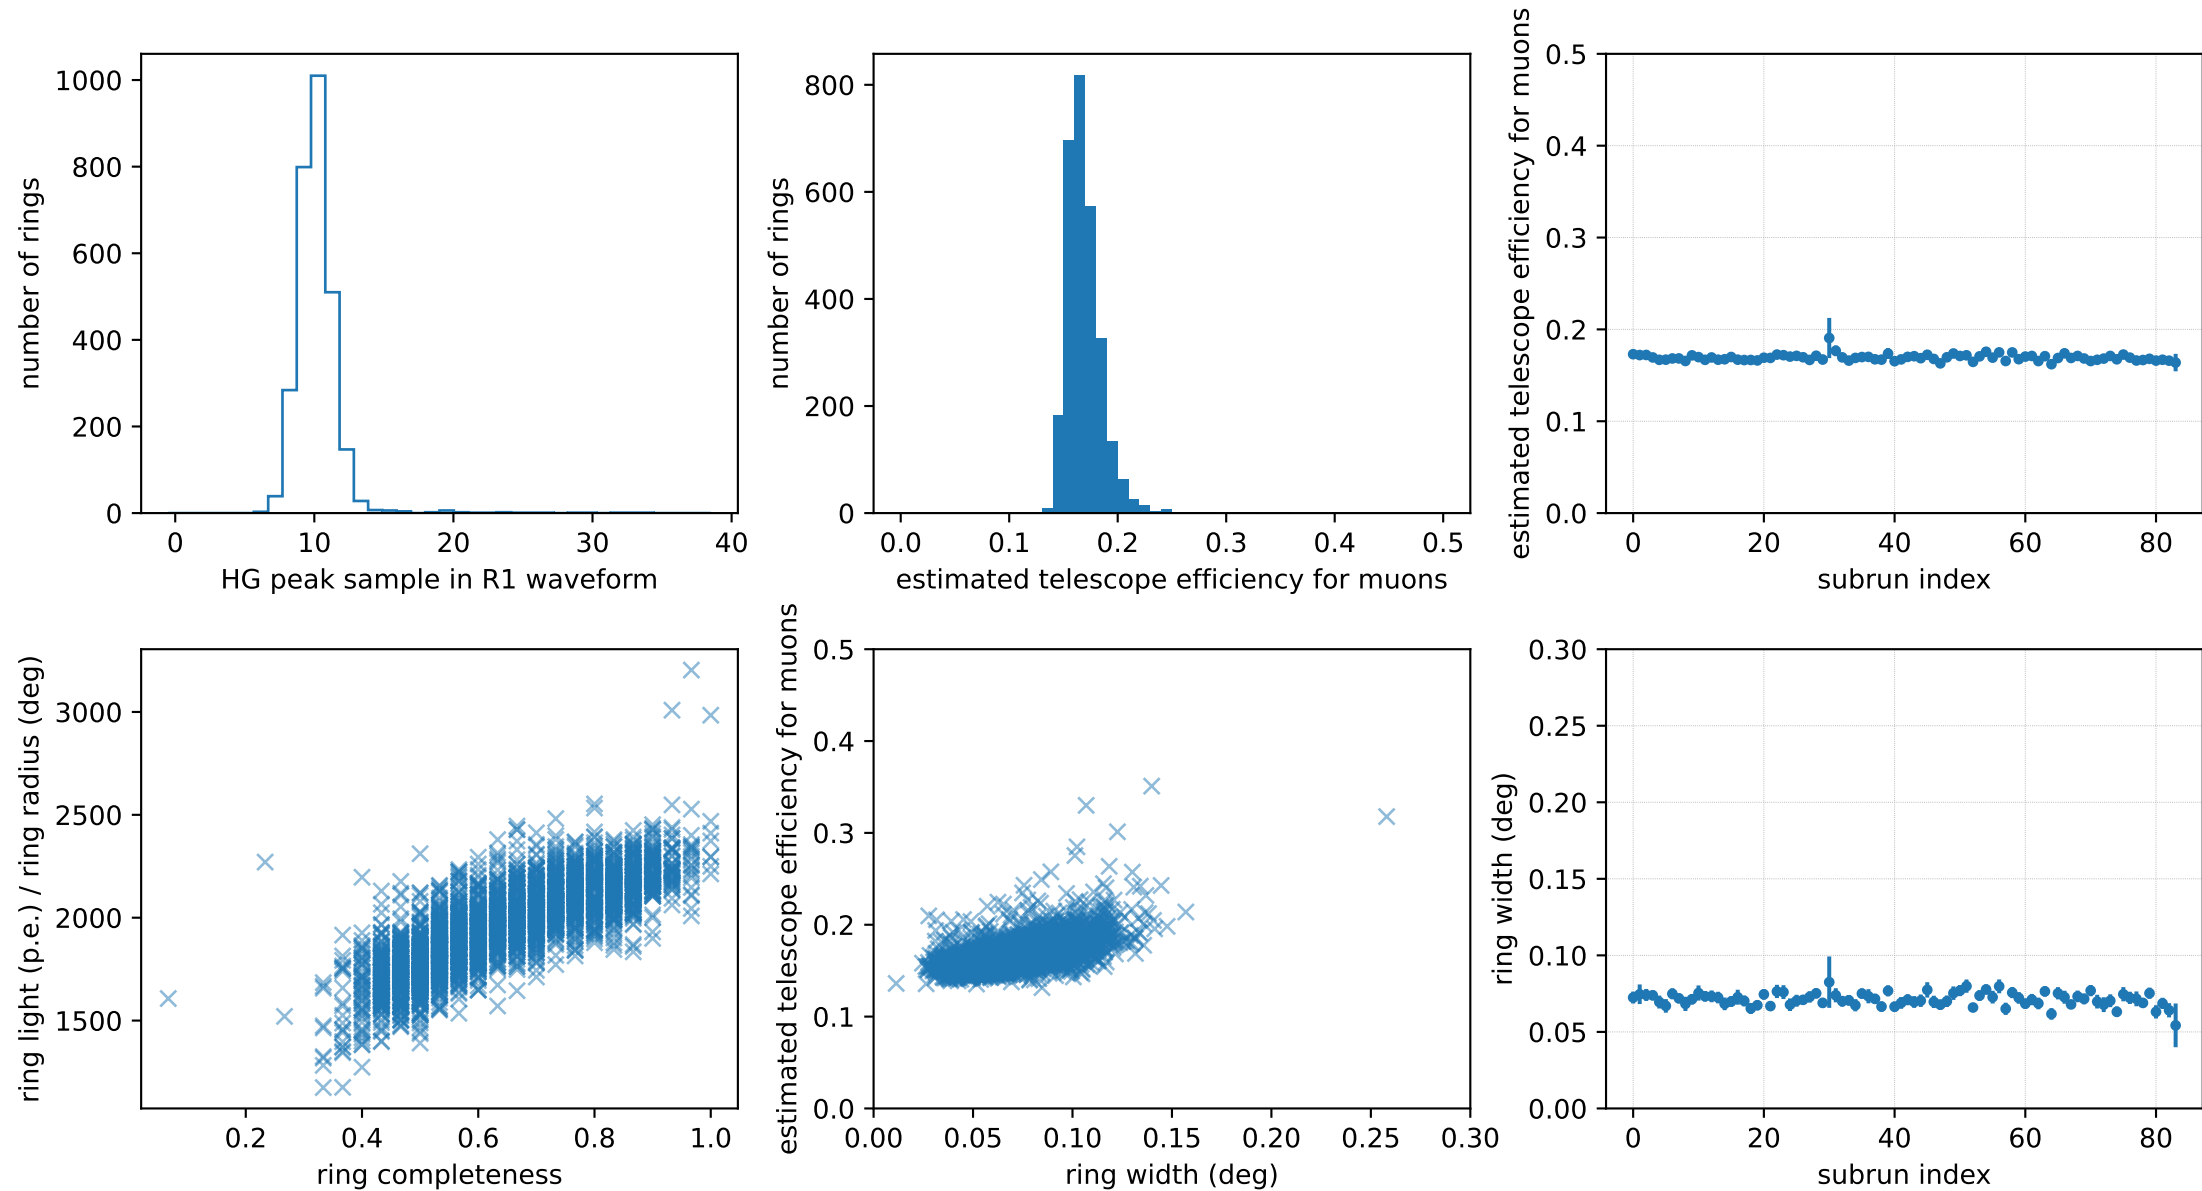 number of rings
1000
800
600
400
200
0
0 10 20 30 40
HG peak sample in R1 waveform
number of rings
800
600
400
200
0
0.0 0.1 0.2 0.3 0.4 0.5
estimated telescope efficiency for muons
estimated telescope efficiency for muons
0.5
0.4
0.3
0.2
0.1
0.0
0 20 40 60 80
subrun index
ring light (p.e.) / ring radius (deg)
3000
2500
2000
1500
0.2 0.4 0.6 0.8 1.0
ring completeness
estimated telescope efficiency for muons
0.5
0.4
0.3
0.2
0.1
0.0
0.00 0.05 0.10 0.15 0.20 0.25 0.30
ring width (deg)
ring width (deg)
0.30
0.25
0.20
0.15
0.10
0.05
0.00
0 20 40 60 80
subrun index